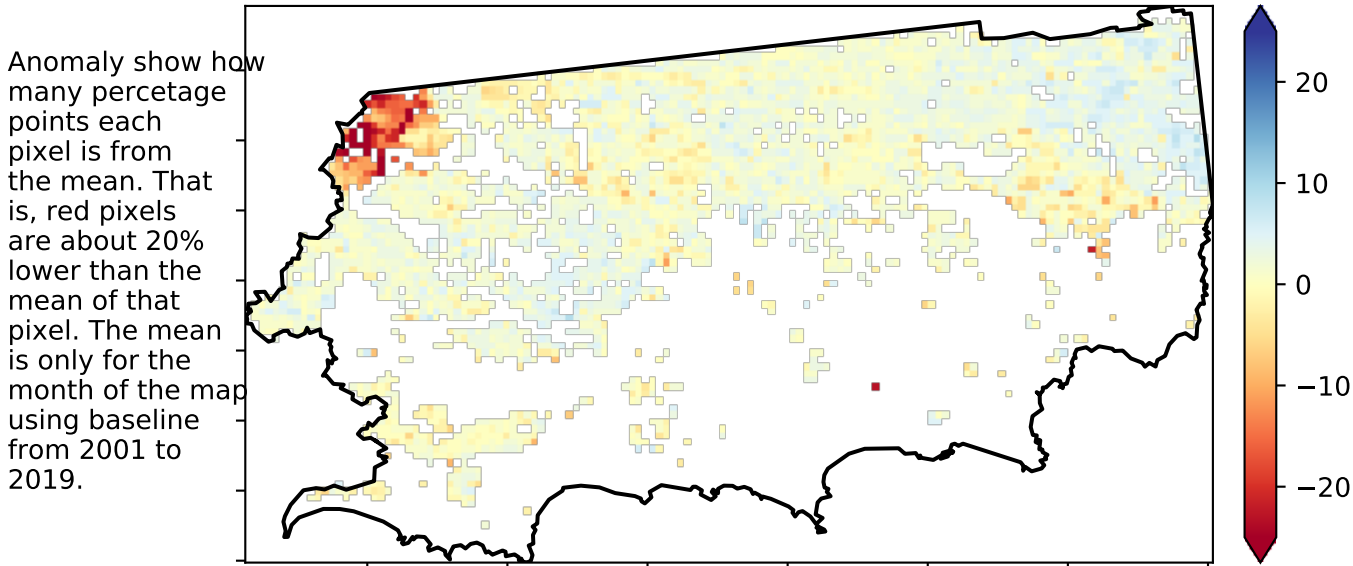 Anomaly show how
many percetage
points each
pixel is from
the mean. That
is, red pixels
are about 20%
lower than the
mean of that
pixel. The mean
is only for the
month of the map
using baseline
from 2001 to
2019.
20
10
0
−10
−20